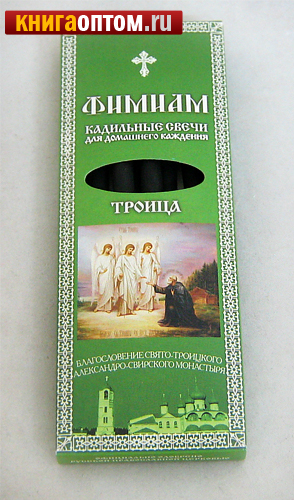 КНИГАОПТОМ.RU
ФИМИАМ
КАДИЛЬНЫЕ СВЕЧИ
ДЛЯ ДОМАШНЕГО КАЖДЕНИЯ
ТРОИЦА
БЛАГОСЛОВЕНИЕ СВЯТО-ТРОИЦКОГО
АЛЕКСАНДРО-СВИРСКОГО МОНАСТЫРЯ